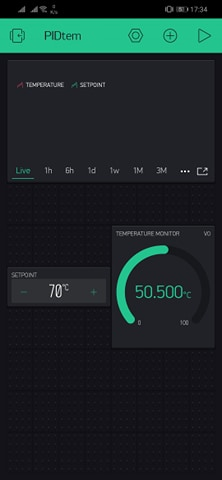 17:34
PIDtem
TEMPERATURE SETPOINT
Live 1h 6h 1d 1w 1M 3M
TEMPERATURE MONITOR V0
SETPOINT
− 70°C +
50.500°C
0 100